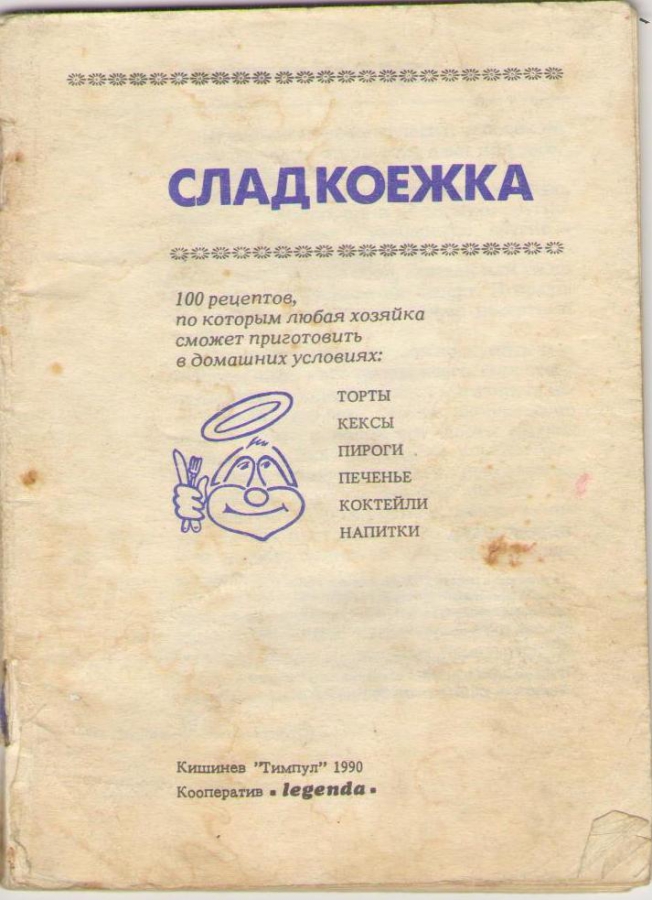 СЛАДКОЕЖКА
100 рецептов,
по которым любая хозяйка
сможет приготовить
в домашних условиях:
ТОРТЫ
КЕКСЫ
ПИРОГИ
ПЕЧЕНЬЕ
КОКТЕЙЛИ
НАПИТКИ
Кишинев "Тимпул" 1990
Кооператив • legenda •